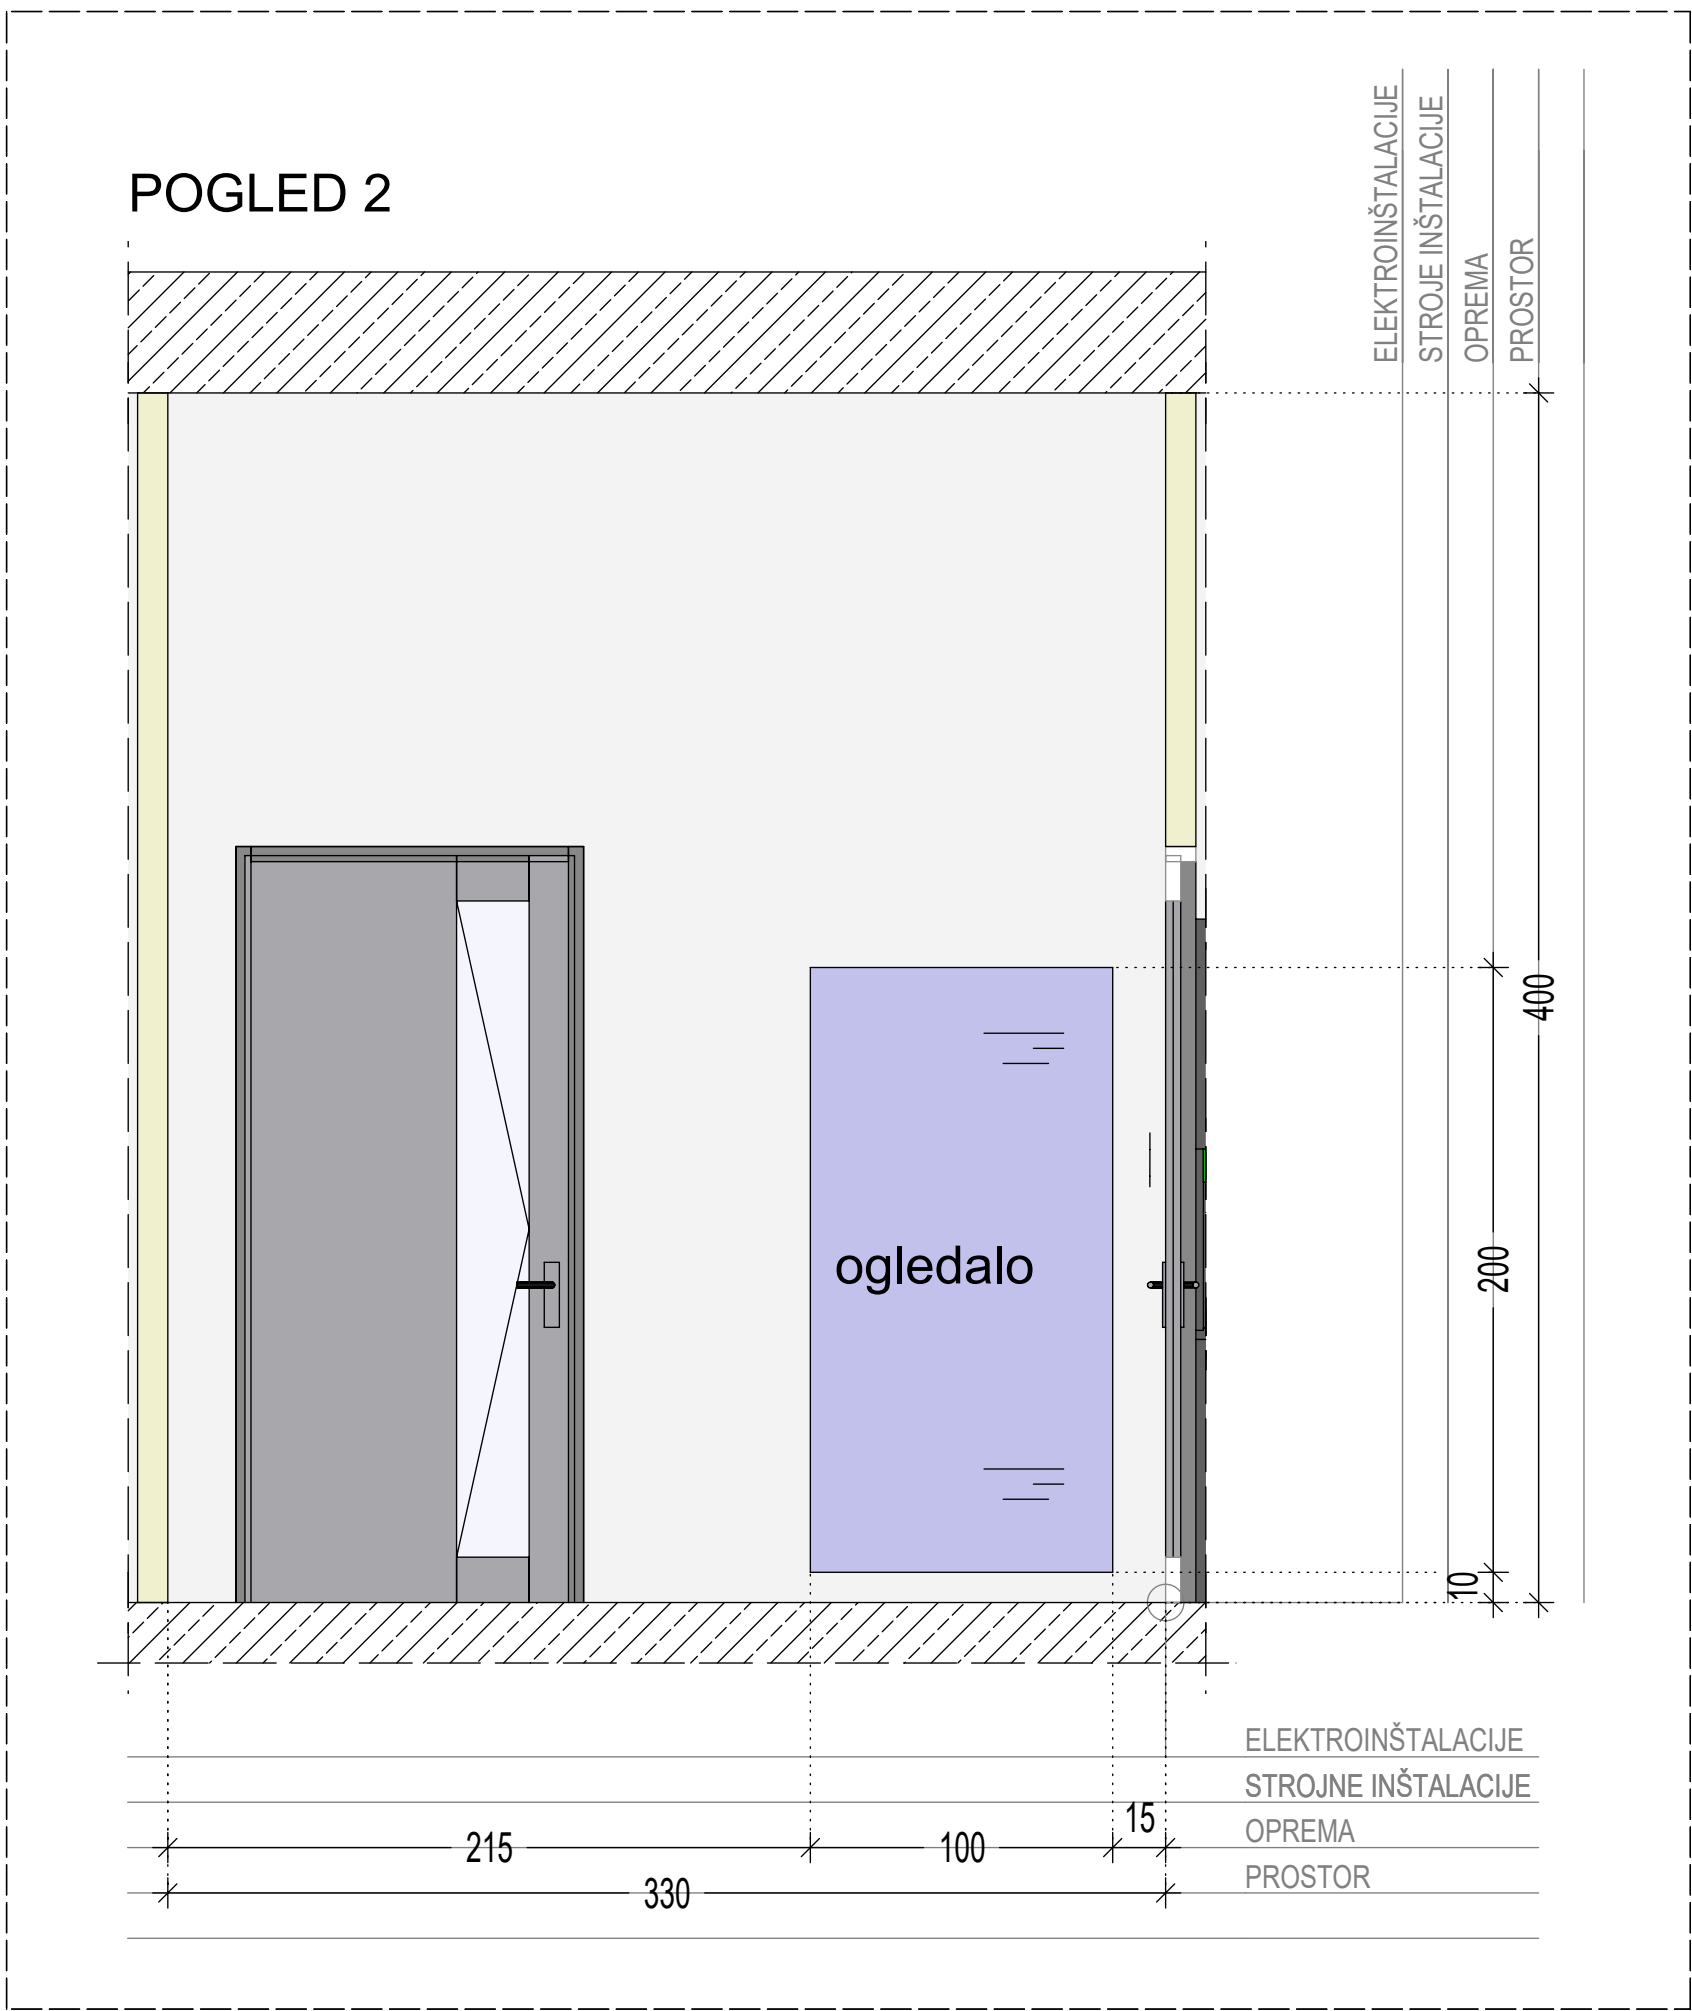 POGLED 2
ELEKTROINŠTALACIJE
STROJE INŠTALACIJE
OPREMA
PROSTOR
400
200
10
ogledalo
ELEKTROINŠTALACIJE
STROJNE INŠTALACIJE
OPREMA
PROSTOR
15
215
100
330